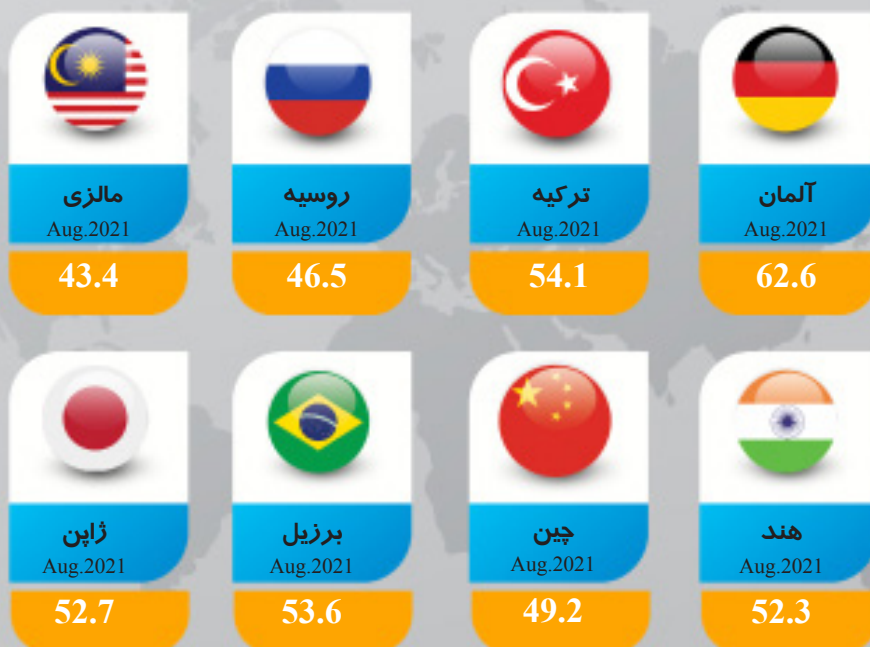 آلمان
Aug.2021
62.6
ترکیه
Aug.2021
54.1
روسیه
Aug.2021
46.5
مالزی
Aug.2021
43.4
هند
Aug.2021
52.3
چین
Aug.2021
49.2
برزیل
Aug.2021
53.6
ژاپن
Aug.2021
52.7